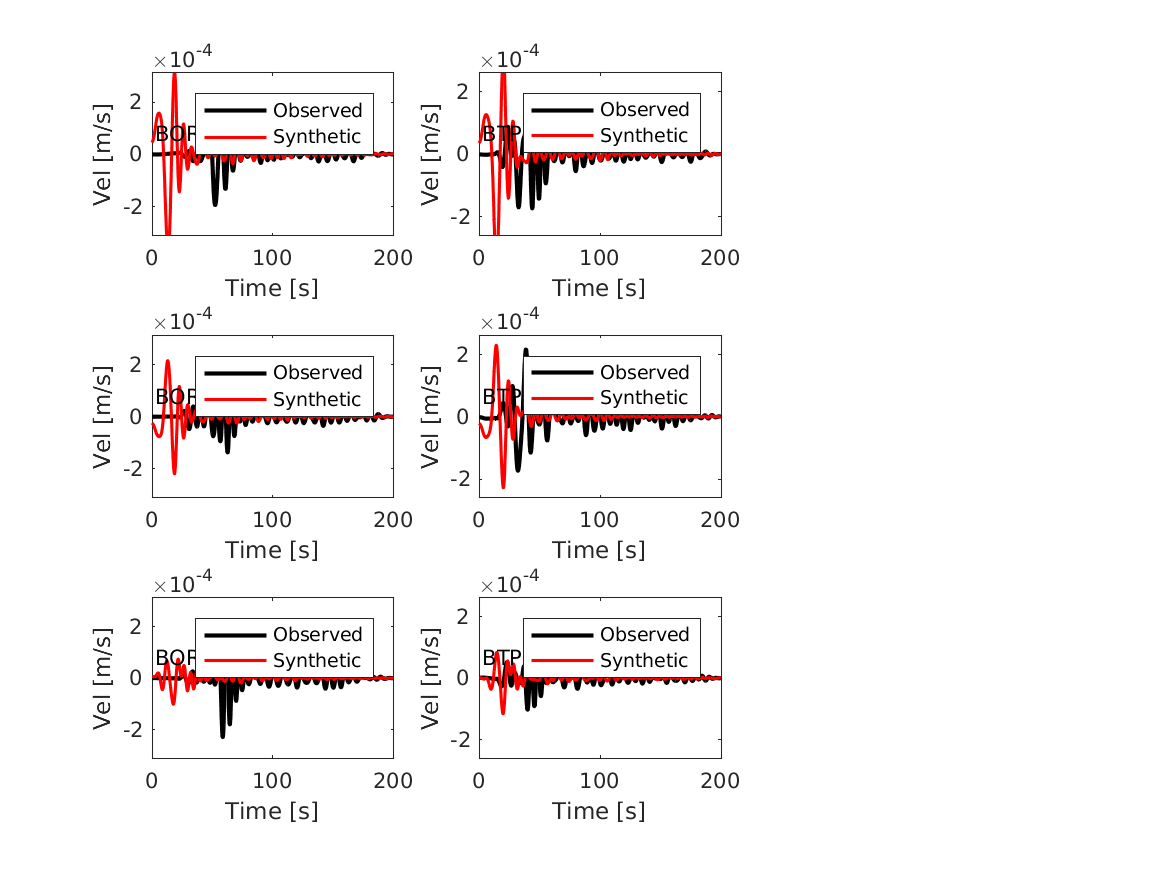 ×10-4
2
0
-2
Vel [m/s]
BOR
Observed
Synthetic
0
100
200
Time [s]
×10-4
2
0
-2
Vel [m/s]
BTP
Observed
Synthetic
0
100
200
Time [s]
×10-4
2
0
-2
Vel [m/s]
BOR
Observed
Synthetic
0
100
200
Time [s]
×10-4
2
0
-2
Vel [m/s]
BTP
Observed
Synthetic
0
100
200
Time [s]
×10-4
2
0
-2
Vel [m/s]
BOR
Observed
Synthetic
0
100
200
Time [s]
×10-4
2
0
-2
Vel [m/s]
BTP
Observed
Synthetic
0
100
200
Time [s]